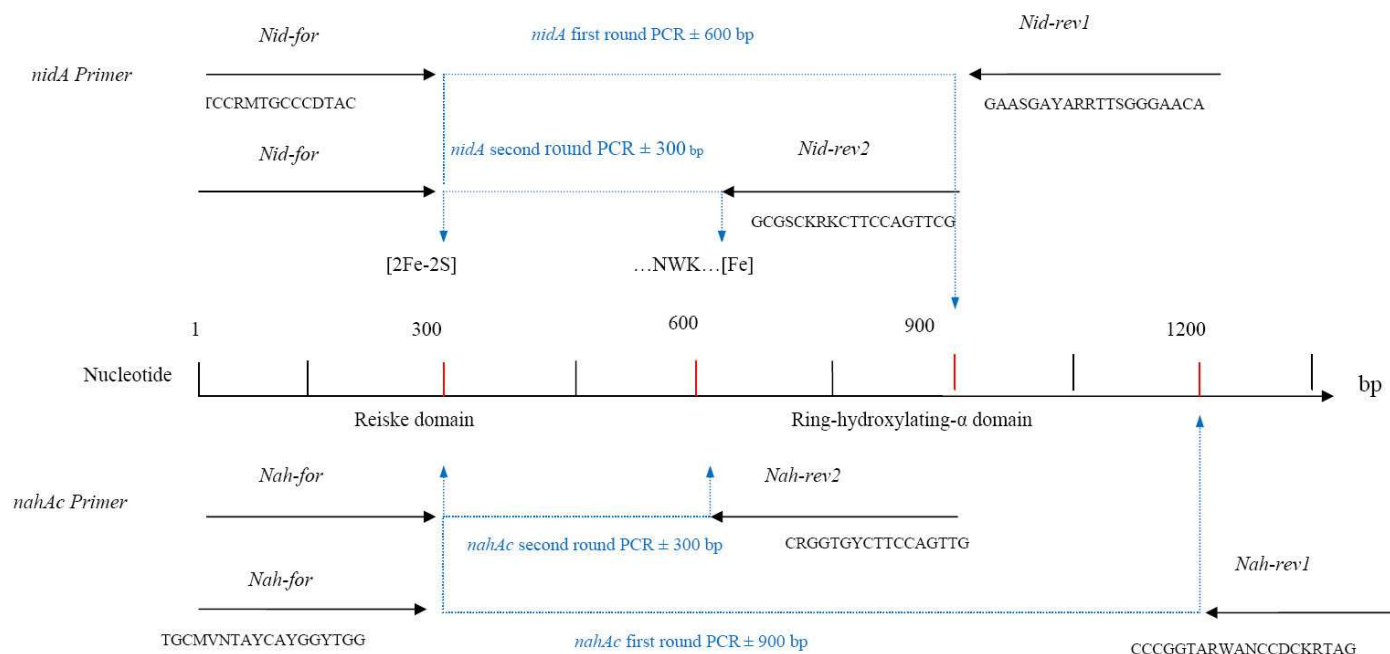 Nid-for
nidA first round PCR ± 600 bp
Nid-rev1
nidA Primer
TCCRMTGCCCDTAC
GAASGAYARRTTSGGGAACA
Nid-for
nidA second round PCR ± 300 bp
Nid-rev2
GCGSCKRKCTTCCAGTTCG
[2Fe-2S]
…NWK…[Fe]
1
300
600
900
1200
Nucleotide
bp
Reiske domain
Ring-hydroxylating-α domain
Nah-for
Nah-rev2
nahAc Primer
nahAc second round PCR ± 300 bp
CRGGTGYCTTCCAGTTG
Nah-for
Nah-rev1
TGCMVNTAYCAYGGYTGG
nahAc first round PCR ± 900 bp
CCCGGTARWANCCDCKRTAG